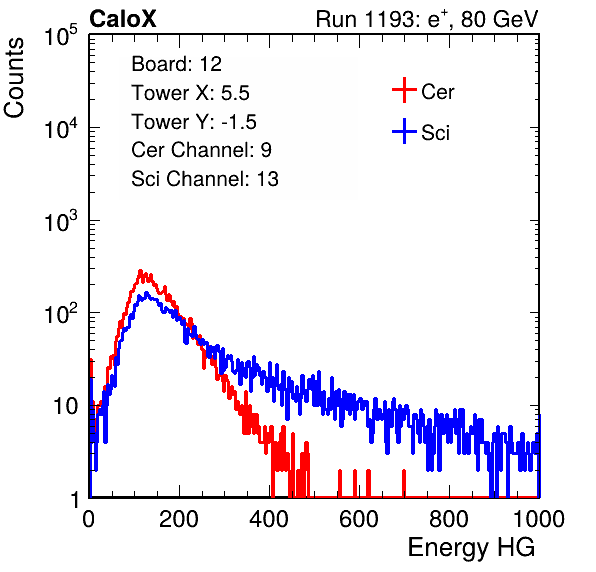 CaloX Run 1193: e⁺, 80 GeV
Counts
10⁵
10⁴
10³
10²
10
1
Board: 12
Tower X: 5.5
Tower Y: -1.5
Cer Channel: 9
Sci Channel: 13
Cer
Sci
0 200 400 600 800 1000
Energy HG